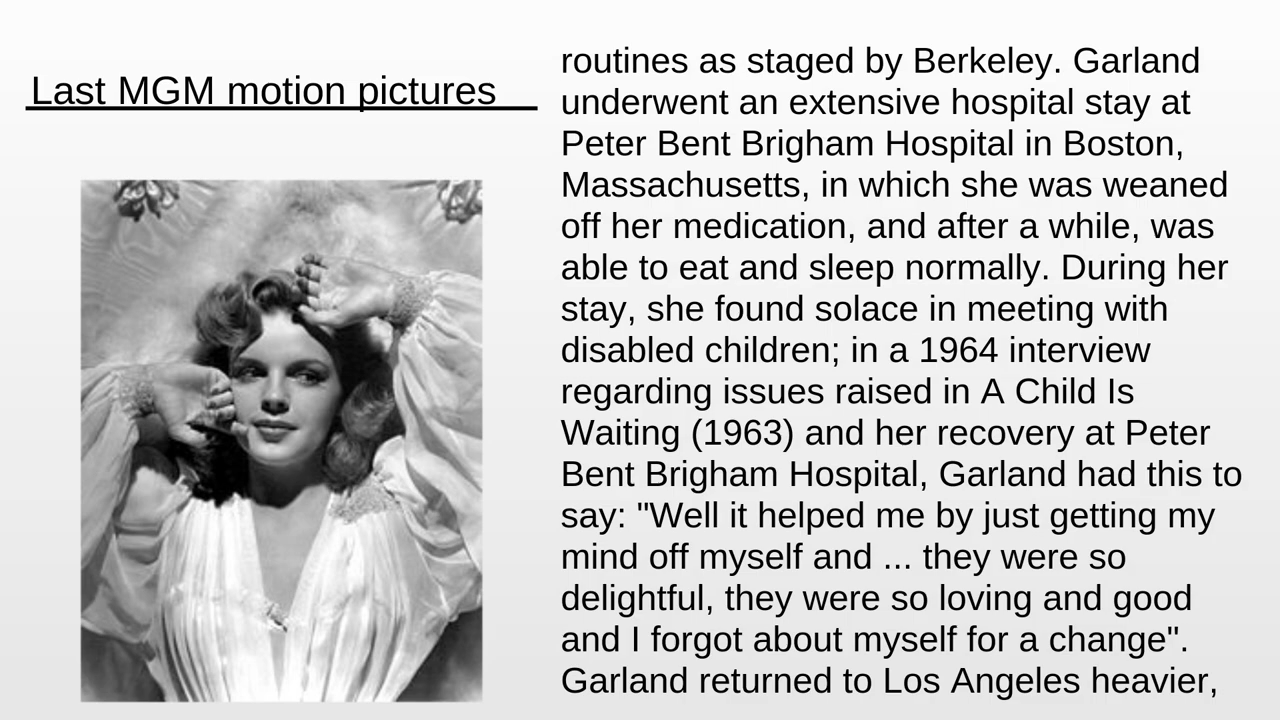 Last MGM motion pictures
routines as staged by Berkeley. Garland
underwent an extensive hospital stay at
Peter Bent Brigham Hospital in Boston,
Massachusetts, in which she was weaned
off her medication, and after a while, was
able to eat and sleep normally. During her
stay, she found solace in meeting with
disabled children; in a 1964 interview
regarding issues raised in A Child Is
Waiting (1963) and her recovery at Peter
Bent Brigham Hospital, Garland had this to
say: "Well it helped me by just getting my
mind off myself and ... they were so
delightful, they were so loving and good
and I forgot about myself for a change".
Garland returned to Los Angeles heavier,